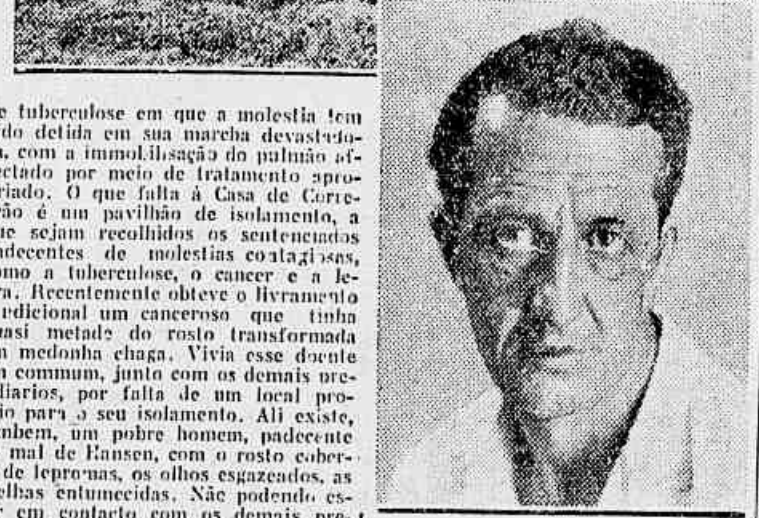 e tuberculose em que a molestia tem
do detida em sua marcha devastado-
a, com a immobilisação do pulmão af-
ectado por meio de tratamento apro-
riado. O que falta á Casa de Corre-
ão é um pavilhão de isolamento, a
ue sejam recolhidos os sentenciados
adecentes de molestias contagiosas,
omo a tuberculose, o cancer e a le-
ra. Recentemente obteve o livramento
ndicional um canceroso que tinha
uasi metade do rosto transformada
m medonha chaga. Vivia esse doente
m commum, junto com os demais pre-
diarios, por falta de um local pro-
io para o seu isolamento. Ali existe,
mbem, um pobre homem, padecente
mal de Hansen, com o rosto cober-
de lepromas, os olhos esgazeados, as
elhas entumecidas. Não podendo es-
r em contacto com os demais pre-